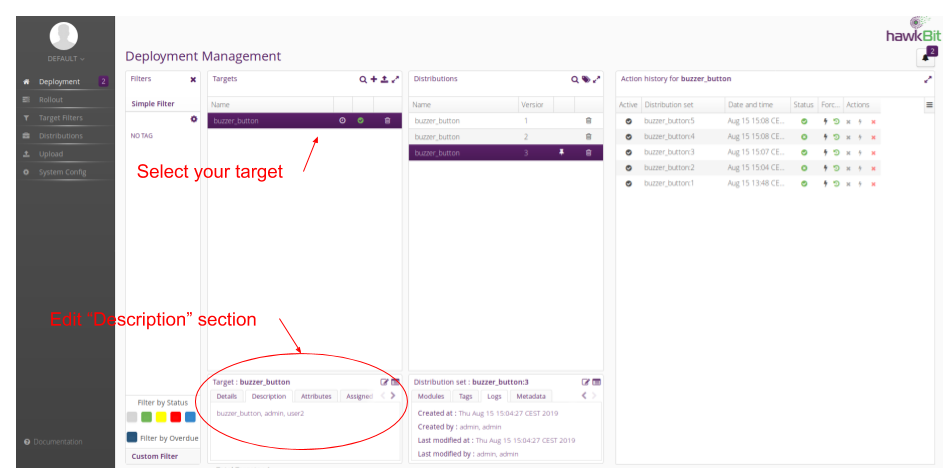 hawkBit
DEFAULT
Deployment Management
2
Deployment 2
Rollout
Target Filters
Distributions
Upload
System Config
Documentation
Filters
Simple Filter
NO TAG
Filter by Status
Filter by Overdue
Custom Filter
Targets
Name
buzzer_button
Select your target
Edit "Description" section
Target : buzzer_button
Details Description Attributes Assigned
buzzer_button, admin, user2
Distributions
Name Version
buzzer_button 1
buzzer_button 2
buzzer_button 3
Distribution set : buzzer_button:3
Modules Tags Logs Metadata
Created at : Thu Aug 15 15:04:27 CEST 2019
Created by : admin, admin
Last modified at : Thu Aug 15 15:04:27 CEST 2019
Last modified by : admin, admin
Action history for buzzer_button
Active Distribution set Date and time Status Forc... Actions
buzzer_button:5 Aug 15 15:08 CE...
buzzer_button:4 Aug 15 15:08 CE...
buzzer_button:3 Aug 15 15:07 CE...
buzzer_button:2 Aug 15 15:04 CE...
buzzer_button:1 Aug 15 13:48 CE...